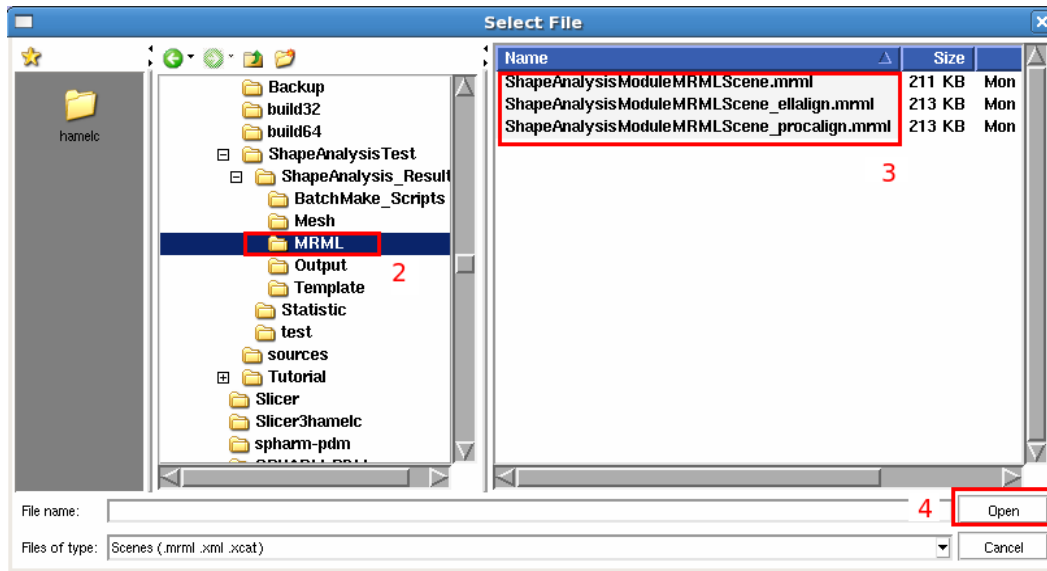 Select File
hamelc
Backup
build32
build64
ShapeAnalysisTest
ShapeAnalysis_Result
BatchMake_Scripts
Mesh
MRML
2
Output
Template
Statistic
test
sources
Tutorial
Slicer
Slicer3hamelc
spharm-pdm
Name Size
ShapeAnalysisModuleMRMLScene.mrml 211 KB Mon
ShapeAnalysisModuleMRMLScene_ellalign.mrml 213 KB Mon
ShapeAnalysisModuleMRMLScene_procalign.mrml 213 KB Mon
3
File name: 4 Open
Files of type: Scenes (.mrml .xml .xcat) Cancel